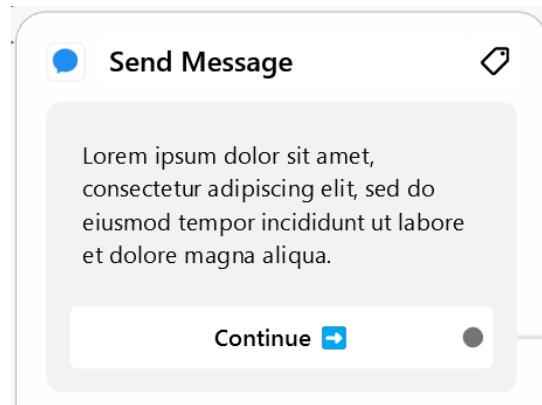 Send Message
Lorem ipsum dolor sit amet,
consectetur adipiscing elit, sed do
eiusmod tempor incididunt ut labore
et dolore magna aliqua.
Continue ➡️